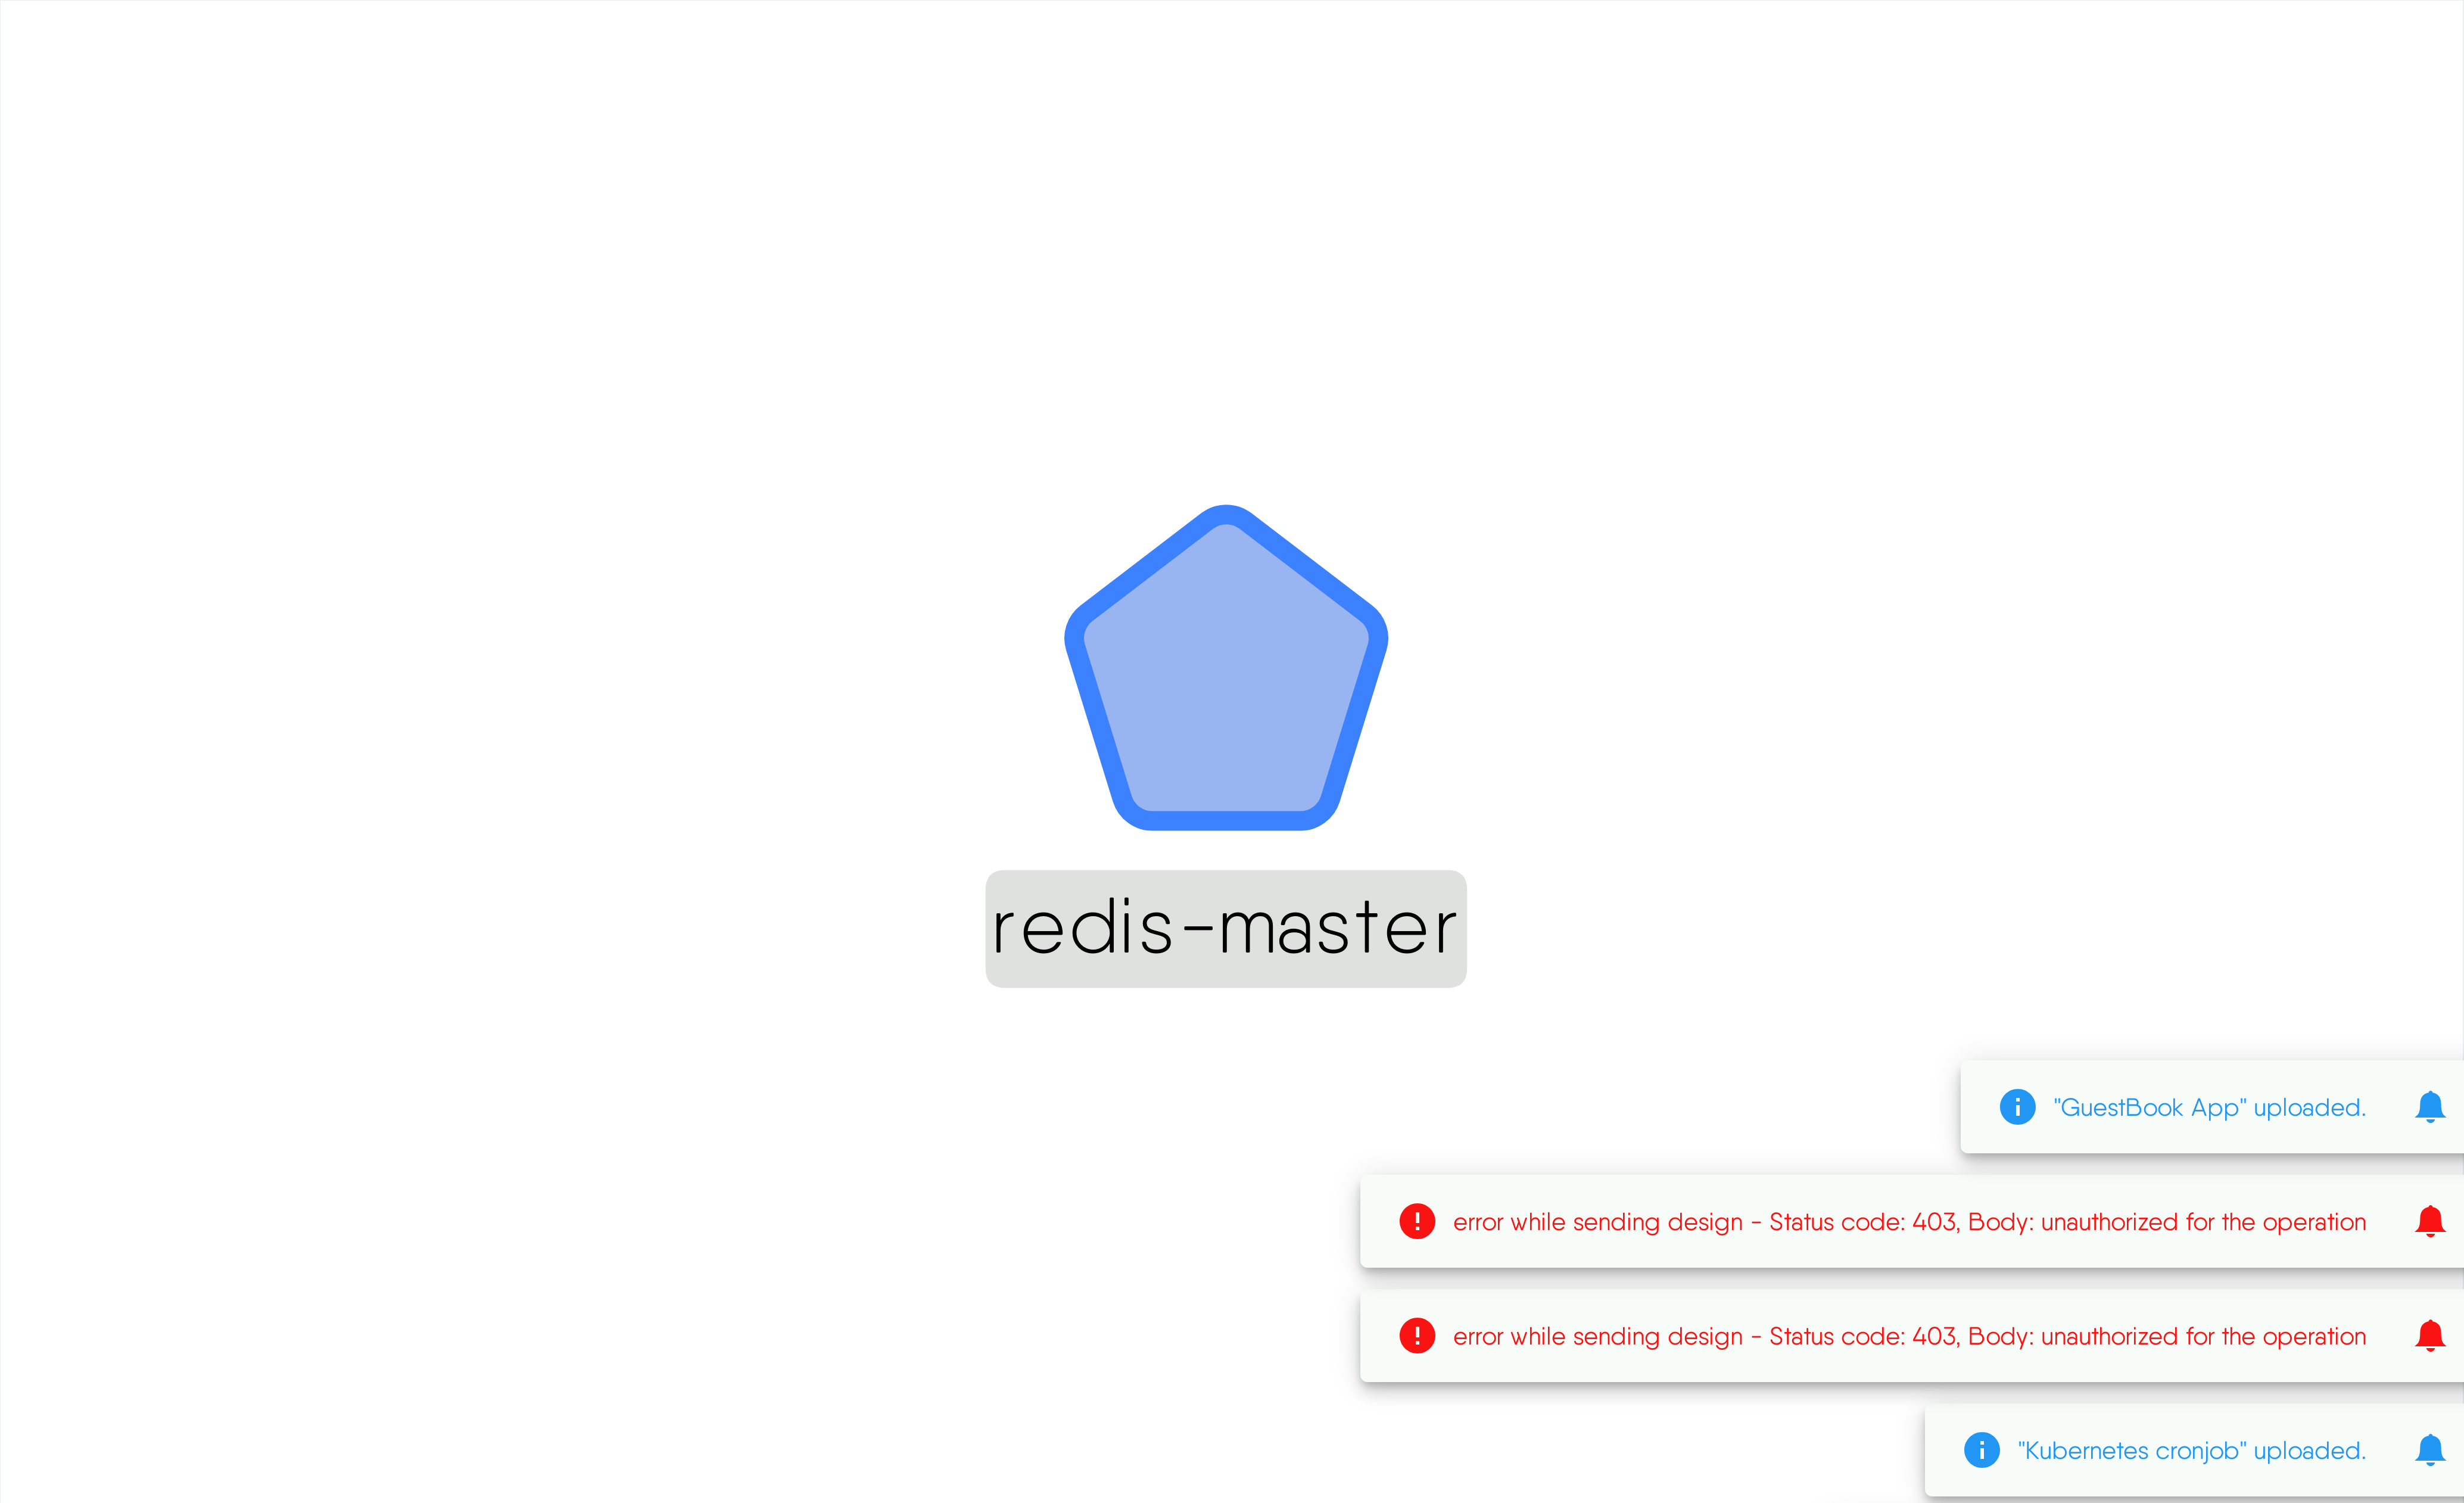 redis-master
"GuestBook App" uploaded.
error while sending design - Status code: 403, Body: unauthorized for the operation
error while sending design - Status code: 403, Body: unauthorized for the operation
"Kubernetes cronjob" uploaded.